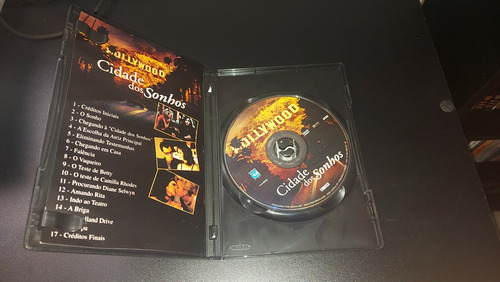 HOLLYWOOD
Cidade
dos Sonhos
1 - Créditos Iniciais
2 - O Sonho
3 - Chegando à "Cidade dos Sonhos"
4 - A Escolha da Atriz Principal
5 - Eliminando Testemunhas
6 - Chegando em Casa
7 - Falência
8 - O Vaqueiro
9 - O Teste de Betty
10 - O teste de Camilla Rhodes
11 - Procurando Diane Selwyn
12 - Amando Rita
13 - Indo ao Teatro
14 - A Briga
lland Drive
17 - Créditos Finais
HOLLYWOOD
Cidade
dos Sonhos